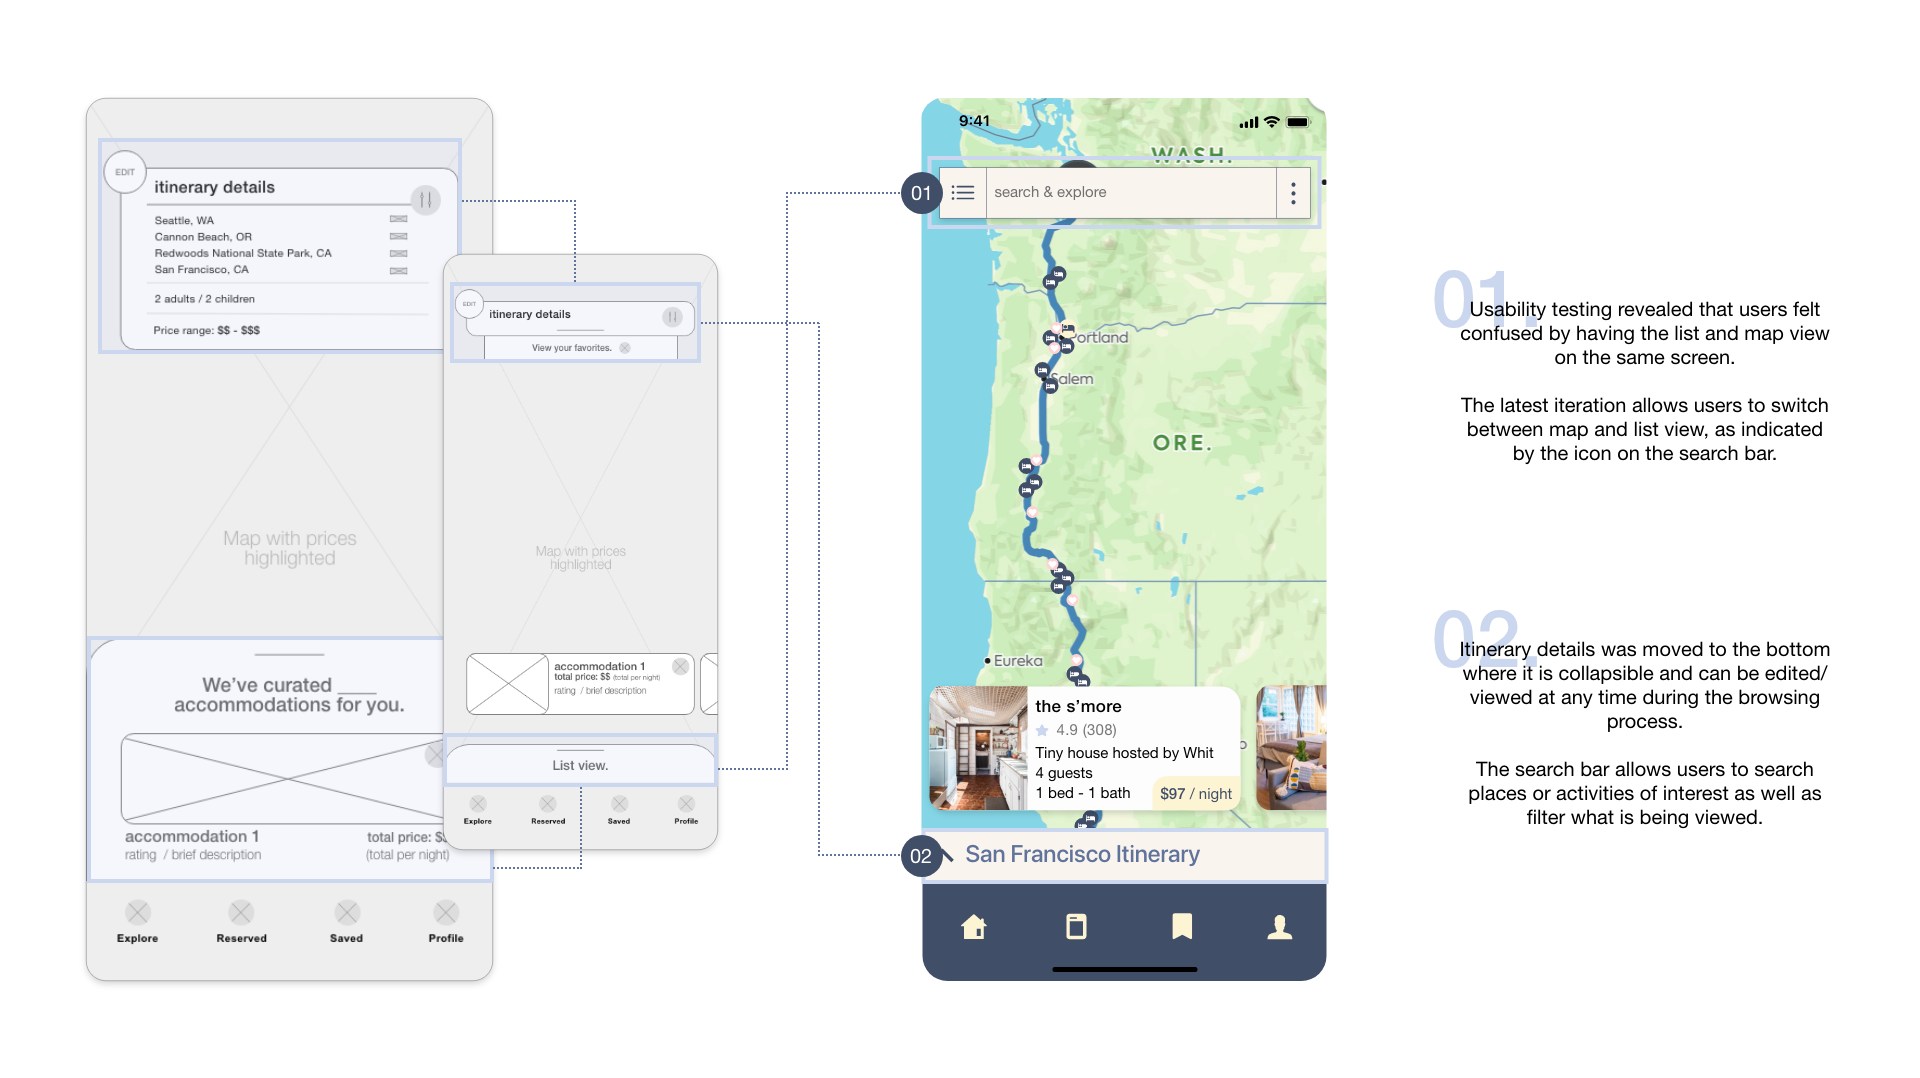 EDIT
itinerary details
Seattle, WA
Cannon Beach, OR
Redwoods National State Park, CA
San Francisco, CA
2 adults / 2 children
Price range: $$ - $$$
Map with prices
highlighted
We've curated ____
accommodations for you.
accommodation 1
total price: $
rating / brief description
(total per night)
Explore
Reserved
Saved
Profile
EDIT
itinerary details
View your favorites.
Map with prices
highlighted
accommodation 1
total price: $$ (total per night)
rating / brief description
List view.
Explore
Reserved
Saved
Profile
9:41
WASH.
01
search & explore
ortland
Salem
ORE.
Eureka
the s'more
4.9 (308)
Tiny house hosted by Whit
4 guests
1 bed - 1 bath
$97 / night
02
San Francisco Itinerary
01.
Usability testing revealed that users felt
confused by having the list and map view
on the same screen.
The latest iteration allows users to switch
between map and list view, as indicated
by the icon on the search bar.
02.
Itinerary details was moved to the bottom
where it is collapsible and can be edited/
viewed at any time during the browsing
process.
The search bar allows users to search
places or activities of interest as well as
filter what is being viewed.